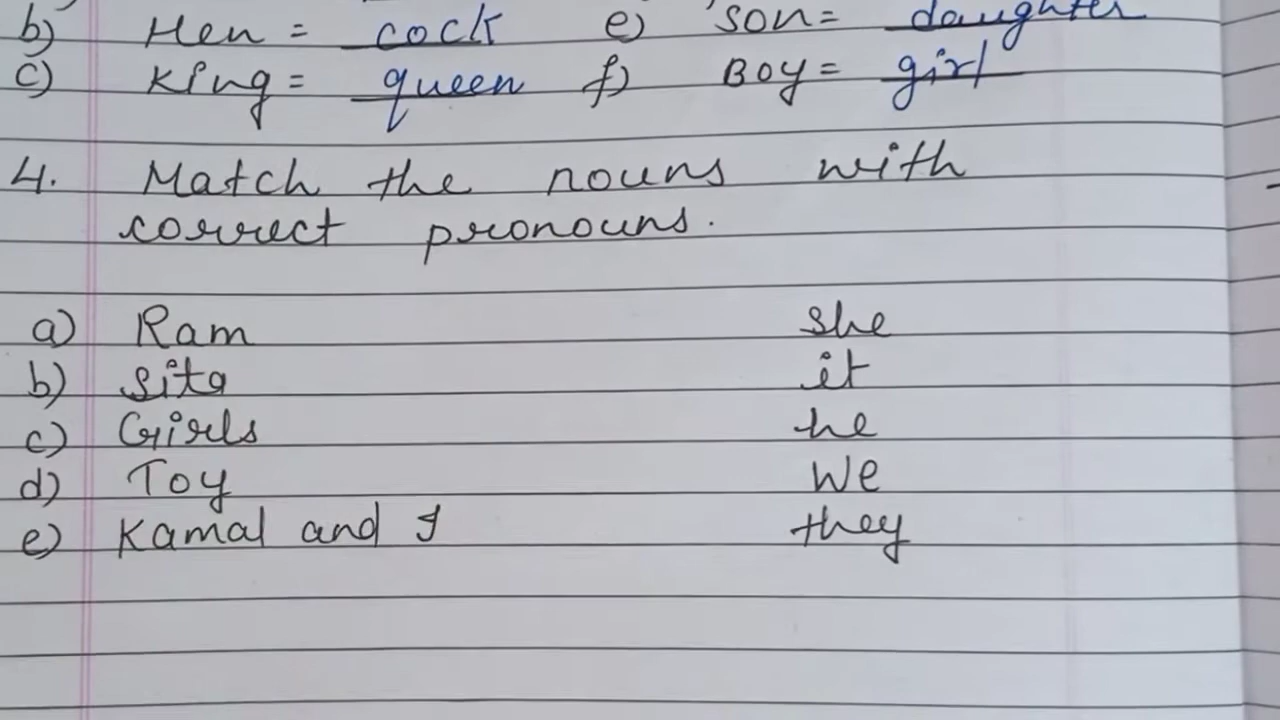 b) Hen = cock e) son= daughter
c) King = queen f) Boy = girl
4. Match the nouns with
correct pronouns.
a) Ram she
b) Sita it
c) Girls he
d) Toy We
e) Kamal and I they